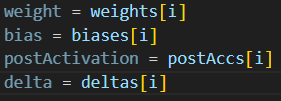 weight = weights[i]
bias = biases[i]
postActivation = postAccs[i]
delta = deltas[i]